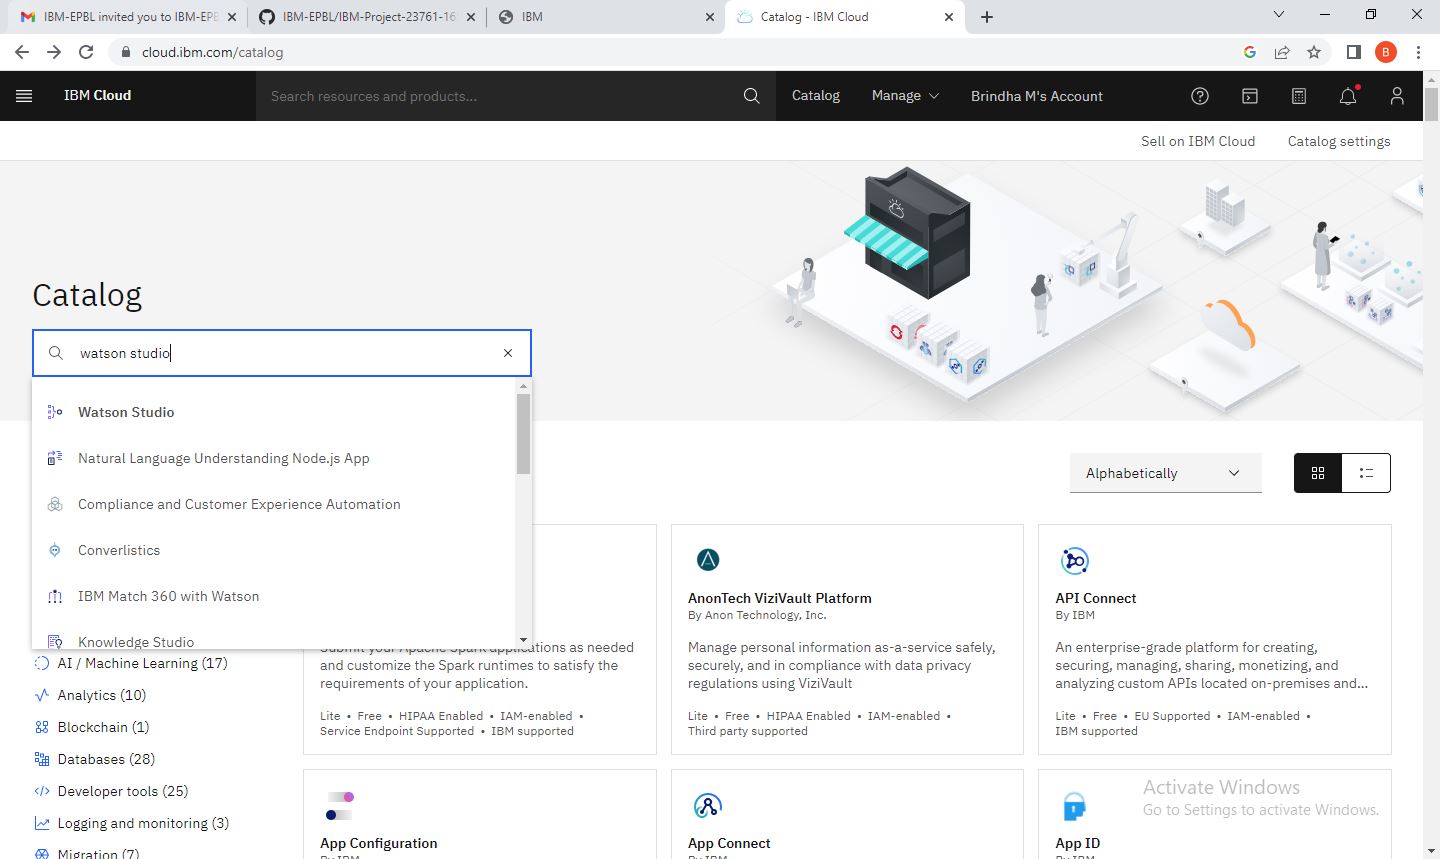 IBM-EPBL invited you to IBM-EPB
IBM-EPBL/IBM-Project-23761-16
IBM
Catalog - IBM Cloud
cloud.ibm.com/catalog
B
IBM Cloud
Search resources and products...
Catalog
Manage
Brindha M's Account
Sell on IBM Cloud
Catalog settings
Catalog
watson studio
Watson Studio
Natural Language Understanding Node.js App
Compliance and Customer Experience Automation
Converlistics
IBM Match 360 with Watson
Knowledge Studio
Alphabetically
AI / Machine Learning (17)
Analytics (10)
Blockchain (1)
Databases (28)
Developer tools (25)
Logging and monitoring (3)
Migration (7)
Submit your Apache Spark applications as needed
and customize the Spark runtimes to satisfy the
requirements of your application.
Lite • Free • HIPAA Enabled • IAM-enabled •
Service Endpoint Supported • IBM supported
AnonTech ViziVault Platform
By Anon Technology, Inc.
Manage personal information as-a-service safely,
securely, and in compliance with data privacy
regulations using ViziVault
Lite • Free • HIPAA Enabled • IAM-enabled •
Third party supported
API Connect
By IBM
An enterprise-grade platform for creating,
securing, managing, sharing, monetizing, and
analyzing custom APIs located on-premises and...
Lite • Free • EU Supported • IAM-enabled •
IBM supported
App Configuration
By IBM
App Connect
By IBM
App ID
By IBM
Activate Windows
Go to Settings to activate Windows.